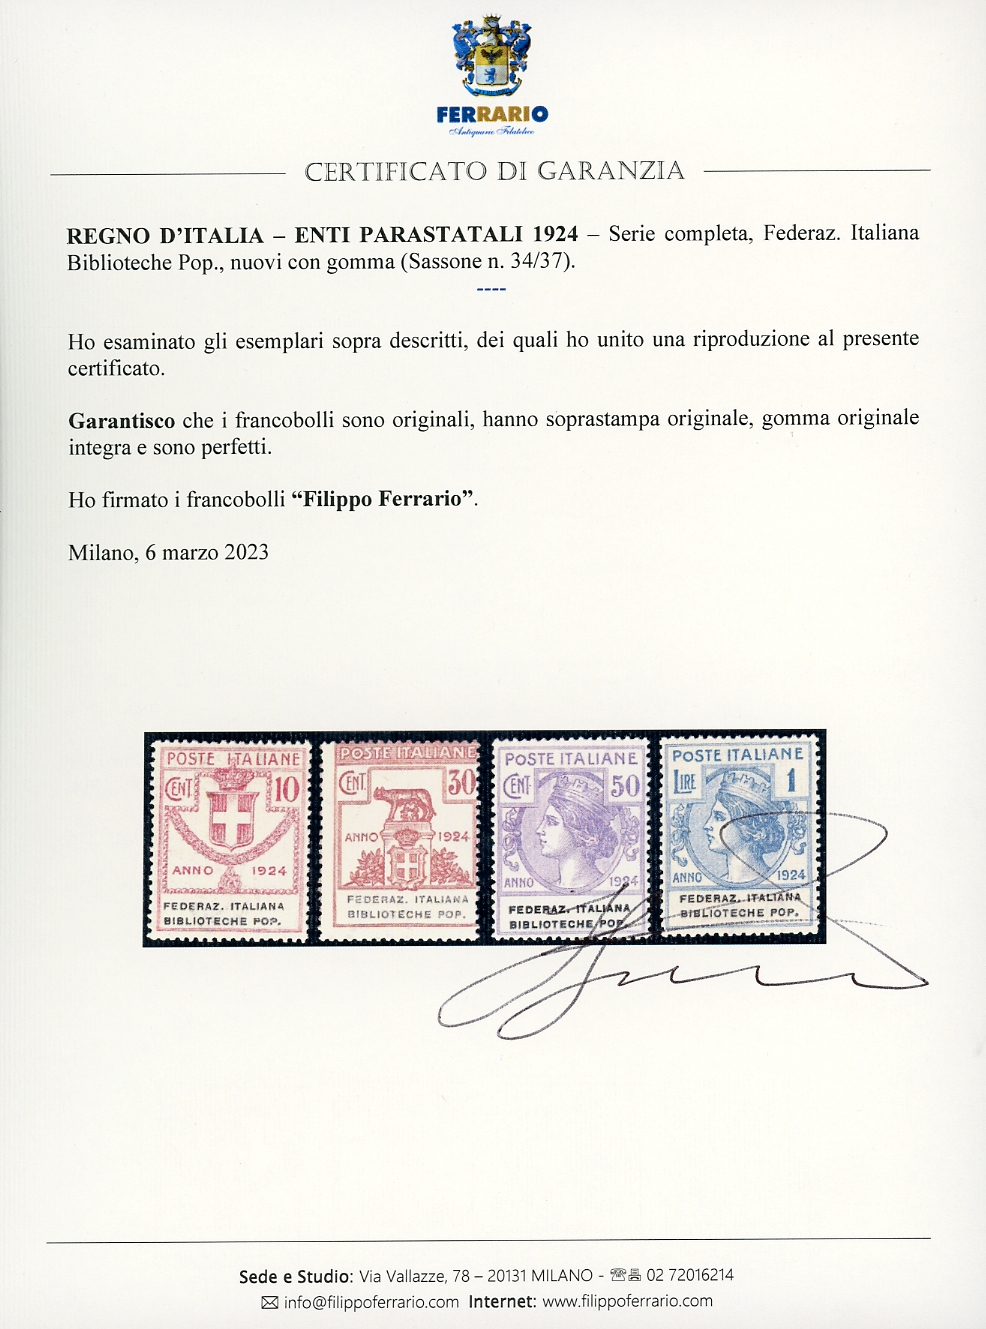 FERRARIO
Antiquario Filatelico
CERTIFICATO DI GARANZIA
REGNO D'ITALIA – ENTI PARASTATALI 1924 – Serie completa, Federaz. Italiana
Biblioteche Pop., nuovi con gomma (Sassone n. 34/37).
----
Ho esaminato gli esemplari sopra descritti, dei quali ho unito una riproduzione al presente
certificato.
Garantisco che i francobolli sono originali, hanno soprastampa originale, gomma originale
integra e sono perfetti.
Ho firmato i francobolli “Filippo Ferrario”.
Milano, 6 marzo 2023
POSTE ITALIANE
CENT. 10
ANNO 1924
FEDERAZ. ITALIANA
BIBLIOTECHE POP.
POSTE ITALIANE
CENT. 30
ANNO 1924
FEDERAZ. ITALIANA
BIBLIOTECHE POP.
POSTE ITALIANE
CENT. 50
ANNO 1924
FEDERAZ. ITALIANA
BIBLIOTECHE POP.
POSTE ITALIANE
LIRE 1
ANNO 1924
FEDERAZ. ITALIANA
BIBLIOTECHE POP.
Sede e Studio: Via Vallazze, 78 – 20131 MILANO - 02 72016214
info@filippoferrario.com Internet: www.filippoferrario.com